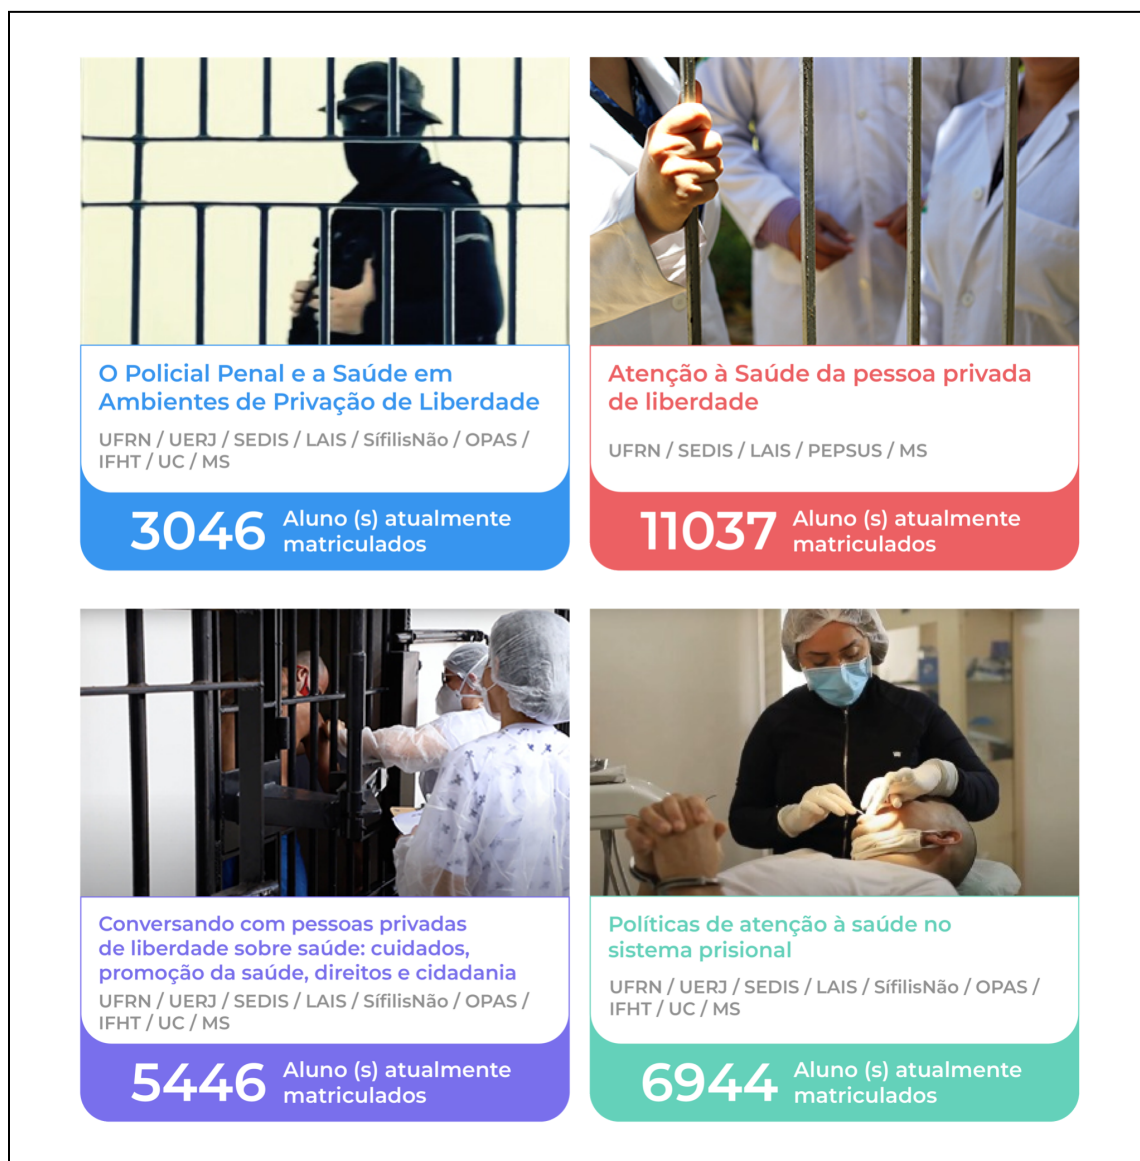 O Policial Penal e a Saúde em
Ambientes de Privação de Liberdade
UFRN / UERJ / SEDIS / LAIS / SífilisNão / OPAS /
IFHT / UC / MS
3046 Aluno (s) atualmente
matriculados
Atenção à Saúde da pessoa privada
de liberdade
UFRN / SEDIS / LAIS / PEPSUS / MS
11037 Aluno (s) atualmente
matriculados
Conversando com pessoas privadas
de liberdade sobre saúde: cuidados,
promoção da saúde, direitos e cidadania
UFRN / UERJ / SEDIS / LAIS / SífilisNão / OPAS /
IFHT / UC / MS
5446 Aluno (s) atualmente
matriculados
Políticas de atenção à saúde no
sistema prisional
UFRN / UERJ / SEDIS / LAIS / SífilisNão / OPAS /
IFHT / UC / MS
6944 Aluno (s) atualmente
matriculados